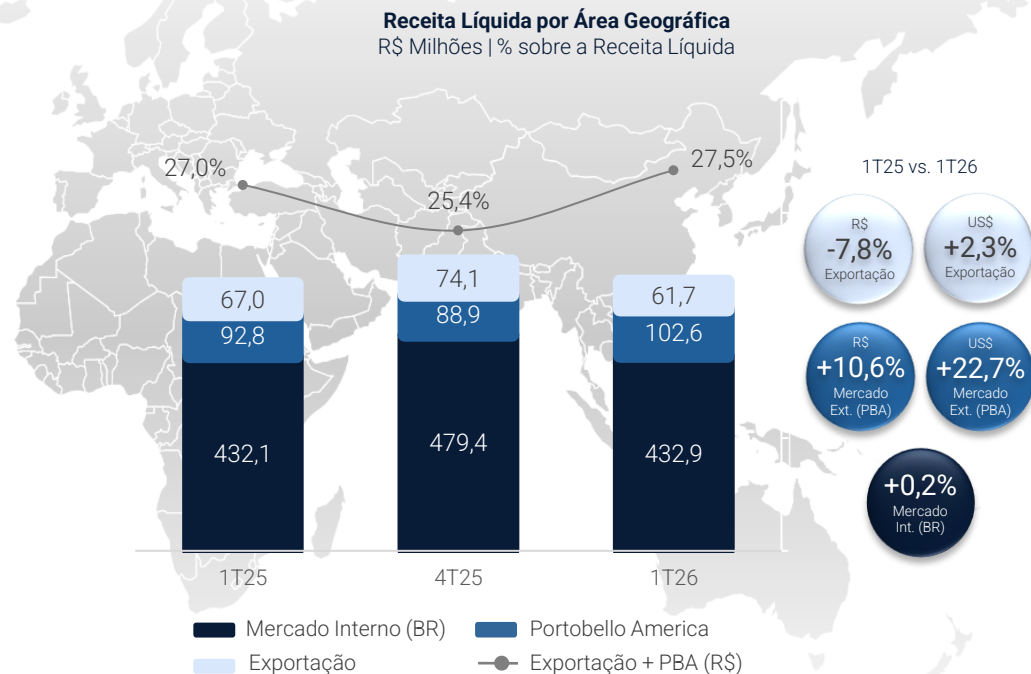 Receita Líquida por Área Geográfica
R$ Milhões | % sobre a Receita Líquida
27,0%
25,4%
27,5%
67,0
92,8
432,1
74,1
88,9
479,4
61,7
102,6
432,9
1T25
4T25
1T26
Mercado Interno (BR)
Portobello America
Exportação
Exportação + PBA (R$)
1T25 vs. 1T26
R$
-7,8%
Exportação
US$
+2,3%
Exportação
R$
+10,6%
Mercado
Ext. (PBA)
US$
+22,7%
Mercado
Ext. (PBA)
+0,2%
Mercado
Int. (BR)